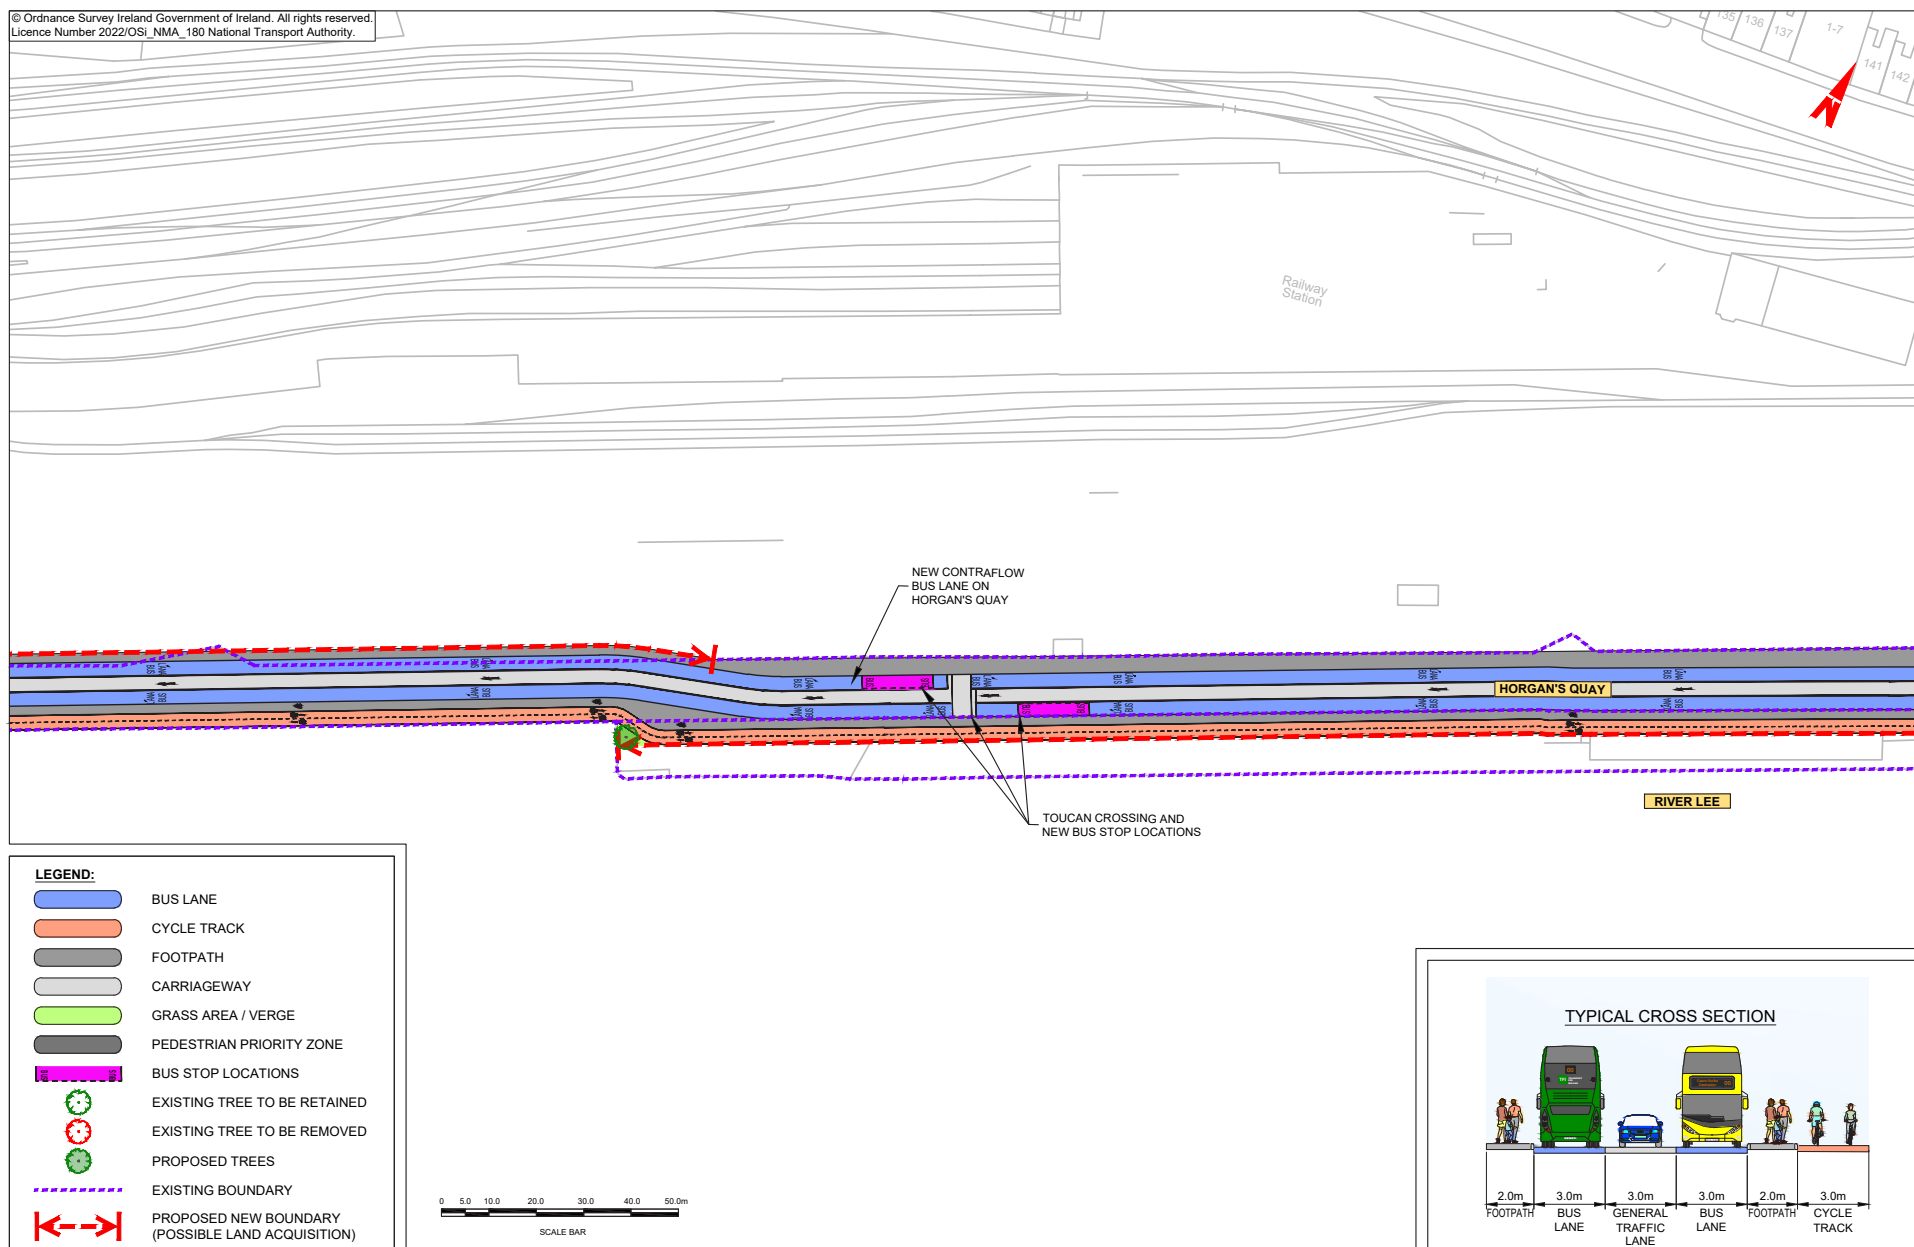 © Ordnance Survey Ireland Government of Ireland. All rights reserved.
Licence Number 2022/OSi_NMA_180 National Transport Authority.
135
136
137
1-7
141
142
N
Railway
Station
NEW CONTRAFLOW
BUS LANE ON
HORGAN'S QUAY
HORGAN'S QUAY
RIVER LEE
TOUCAN CROSSING AND
NEW BUS STOP LOCATIONS
LEGEND:
BUS LANE
CYCLE TRACK
FOOTPATH
CARRIAGEWAY
GRASS AREA / VERGE
PEDESTRIAN PRIORITY ZONE
BUS STOP LOCATIONS
EXISTING TREE TO BE RETAINED
EXISTING TREE TO BE REMOVED
PROPOSED TREES
EXISTING BOUNDARY
PROPOSED NEW BOUNDARY
(POSSIBLE LAND ACQUISITION)
0 5.0 10.0 20.0 30.0 40.0 50.0m
SCALE BAR
TYPICAL CROSS SECTION
2.0m 3.0m 3.0m 3.0m 2.0m 3.0m
FOOTPATH BUS GENERAL BUS FOOTPATH CYCLE
LANE TRAFFIC LANE TRACK
LANE